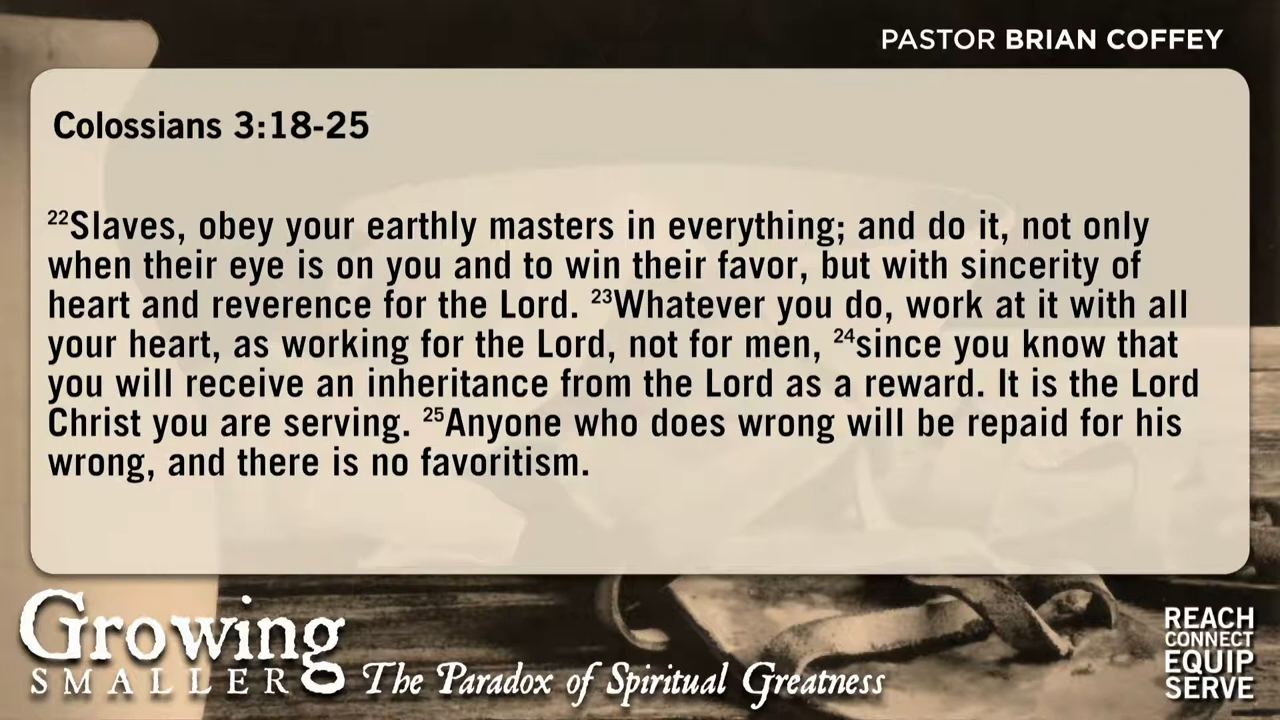 PASTOR BRIAN COFFEY
Colossians 3:18-25
²²Slaves, obey your earthly masters in everything; and do it, not only
when their eye is on you and to win their favor, but with sincerity of
heart and reverence for the Lord. ²³Whatever you do, work at it with all
your heart, as working for the Lord, not for men, ²⁴since you know that
you will receive an inheritance from the Lord as a reward. It is the Lord
Christ you are serving. ²⁵Anyone who does wrong will be repaid for his
wrong, and there is no favoritism.
Growing
SMALLER
The Paradox of Spiritual Greatness
REACH
CONNECT
EQUIP
SERVE